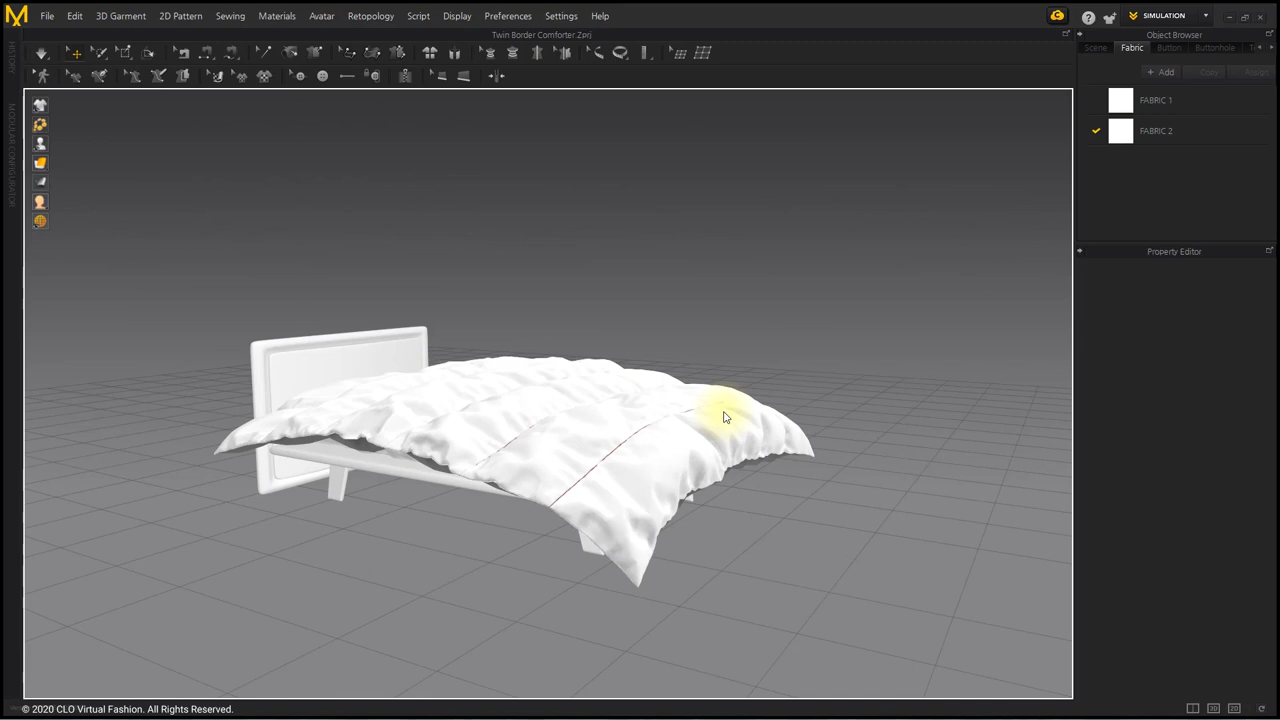 File Edit 3D Garment 2D Pattern Sewing Materials Avatar Retopology Script Display Preferences Settings Help
SIMULATION
Twin Border Comforter.Zprj
Object Browser
Scene Fabric Button Buttonhole
+ Add Copy Assign
FABRIC 1
FABRIC 2
Property Editor
HISTORY
MODULAR CONFIGURATOR
© 2020 CLO Virtual Fashion. All Rights Reserved.